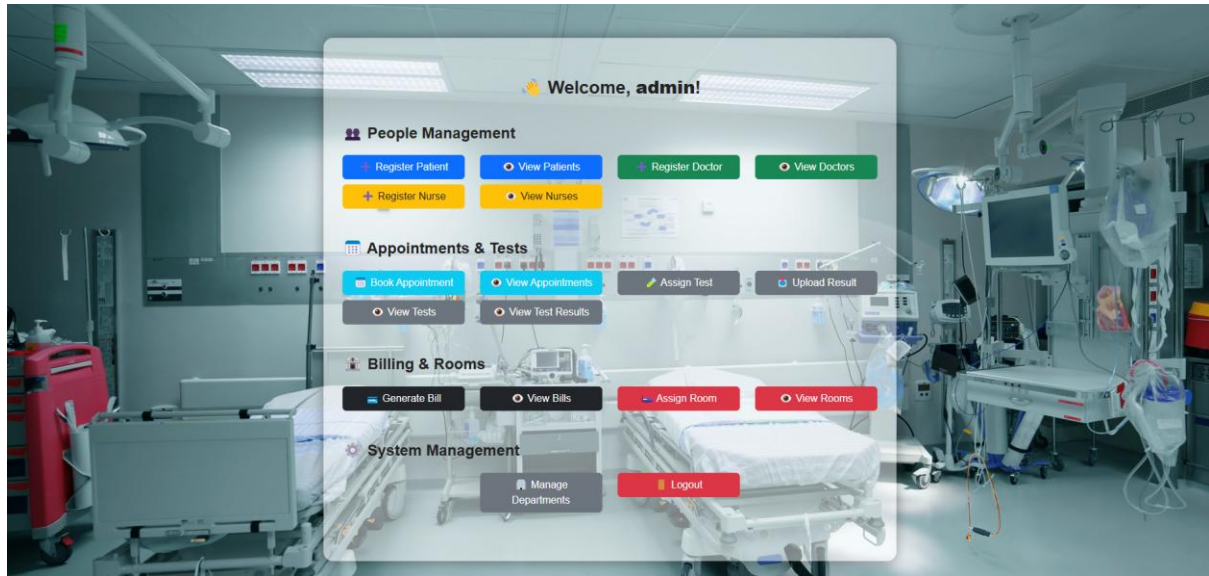 👋 Welcome, admin!
👥 People Management
➕ Register Patient
👁 View Patients
➕ Register Doctor
👁 View Doctors
➕ Register Nurse
👁 View Nurses
📅 Appointments & Tests
Book Appointment
👁 View Appointments
Assign Test
Upload Result
👁 View Tests
👁 View Test Results
🏥 Billing & Rooms
💳 Generate Bill
👁 View Bills
🛏 Assign Room
👁 View Rooms
⚙ System Management
🏢 Manage
Departments
🚪 Logout